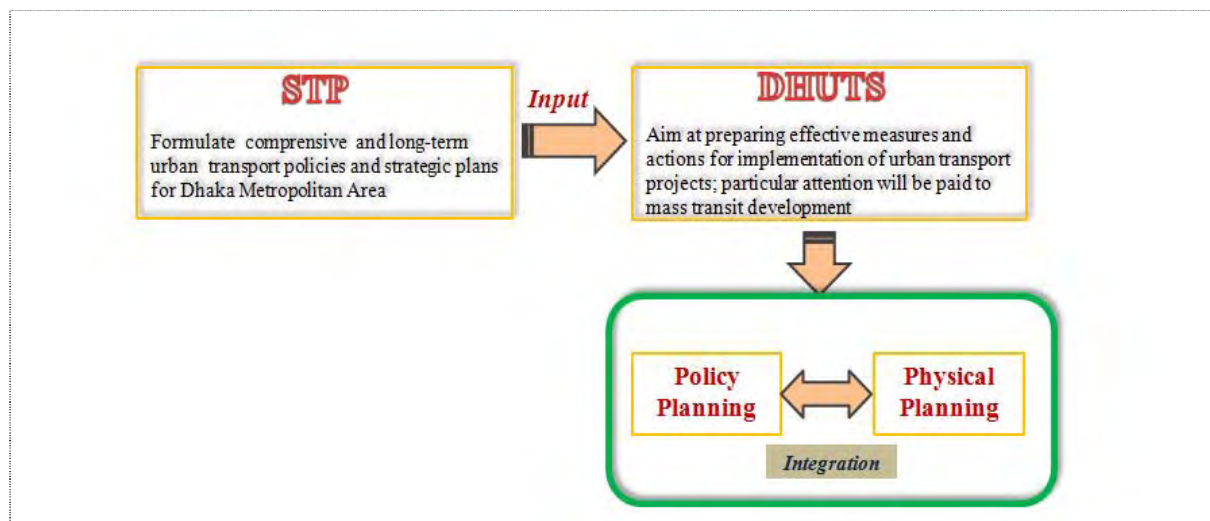 STP
Formulate comprensive and long-term
urban transport policies and strategic plans
for Dhaka Metropolitan Area
Input
DHUTS
Aim at preparing effective measures and
actions for implementation of urban transport
projects; particular attention will be paid to
mass transit development
Policy
Planning
Physical
Planning
Integration